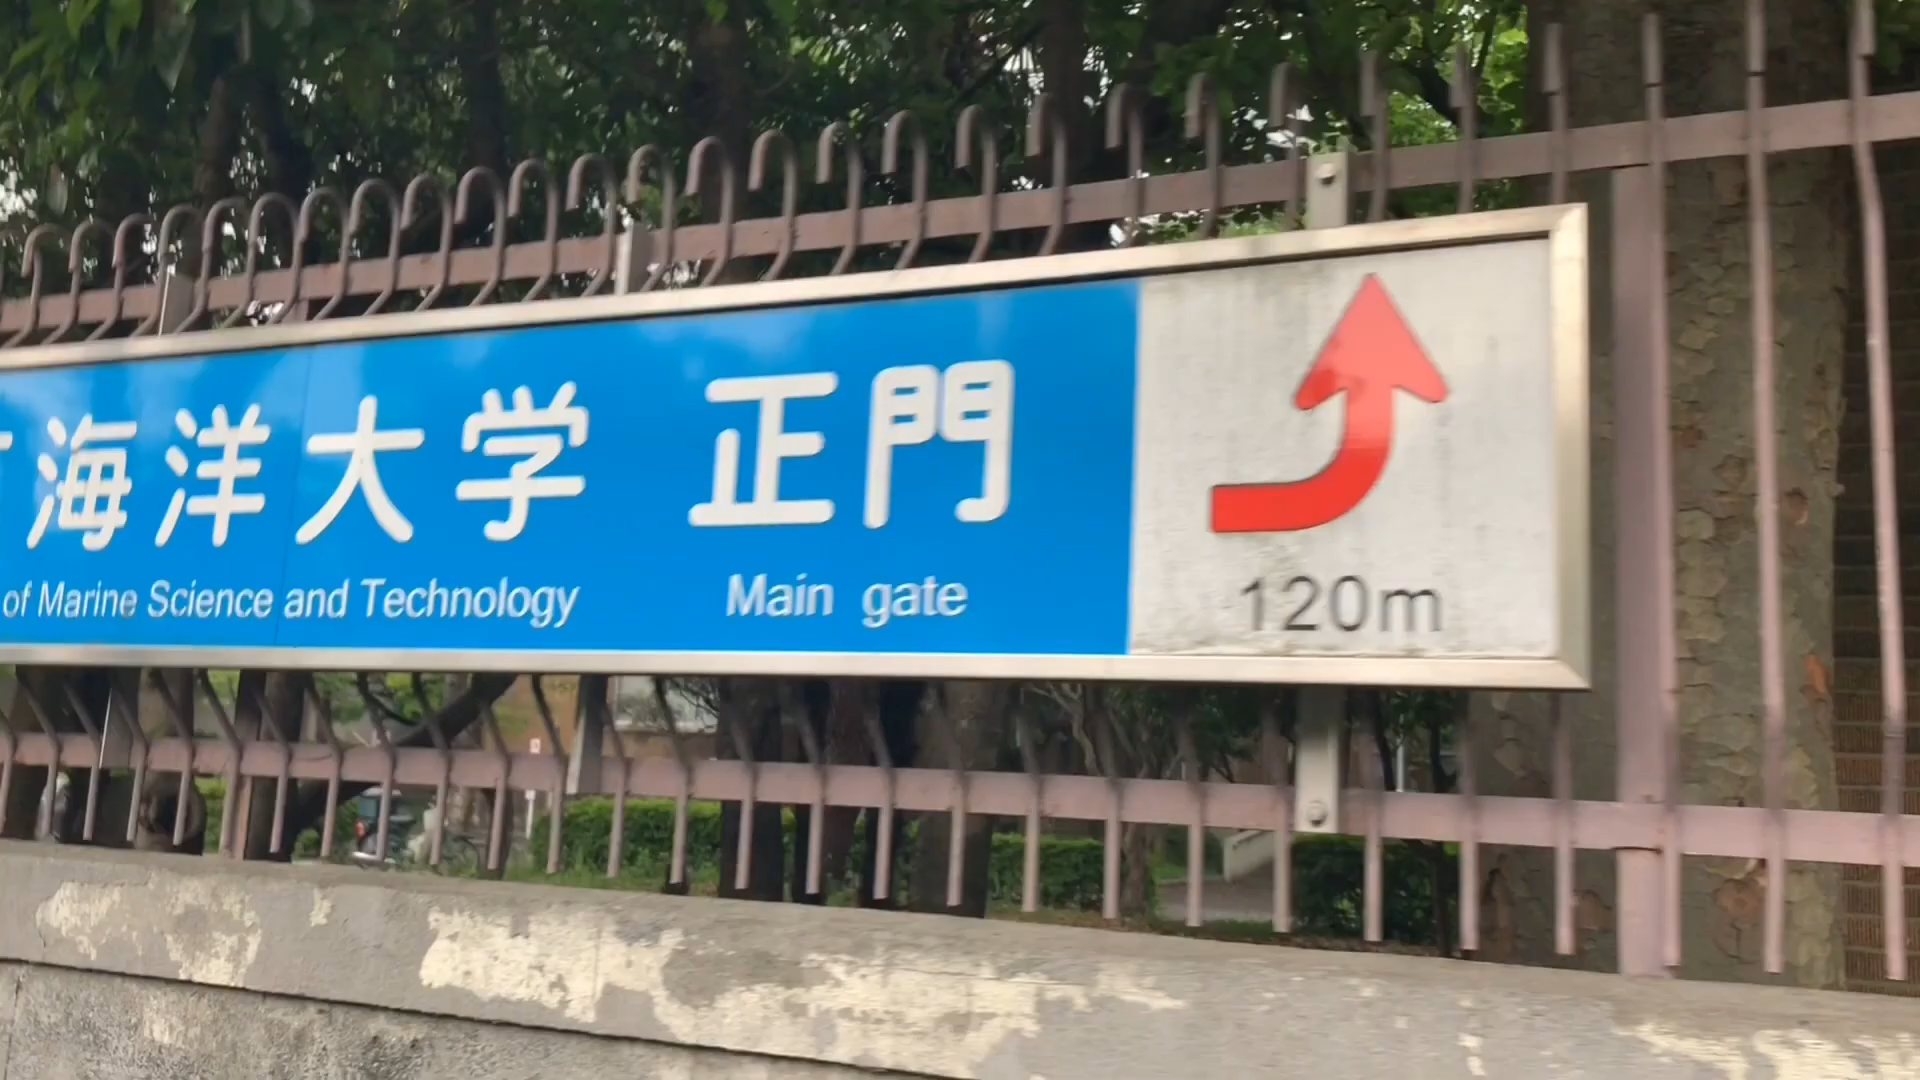 海洋大学 正門
of Marine Science and Technology Main gate
120m